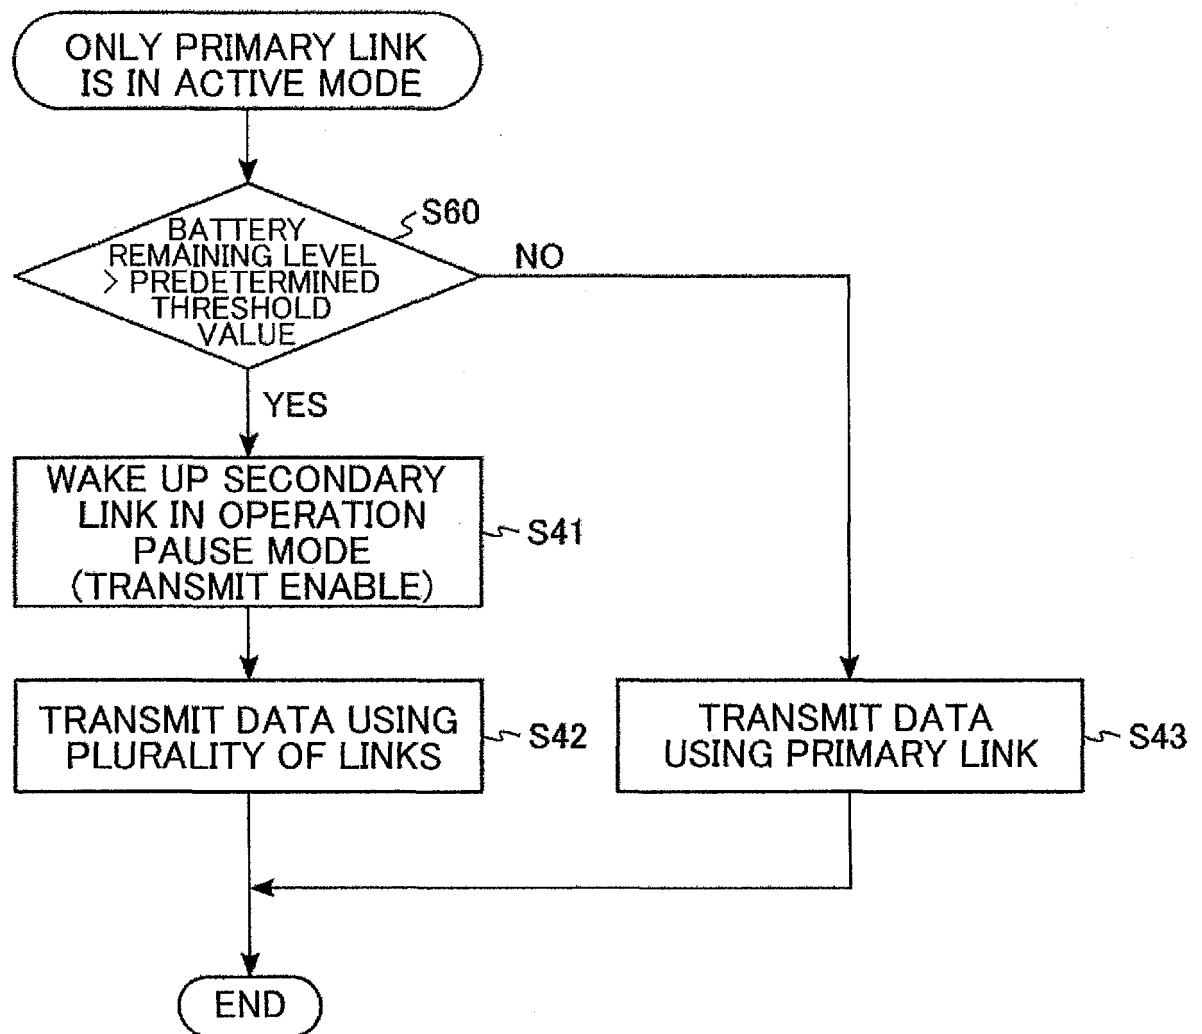 ONLY PRIMARY LINK
IS IN ACTIVE MODE
S60
BATTERY
REMAINING LEVEL
> PREDETERMINED
THRESHOLD
VALUE
NO
YES
WAKE UP SECONDARY
LINK IN OPERATION
PAUSE MODE
(TRANSMIT ENABLE)
S41
TRANSMIT DATA USING
PLURALITY OF LINKS
S42
TRANSMIT DATA
USING PRIMARY LINK
S43
END